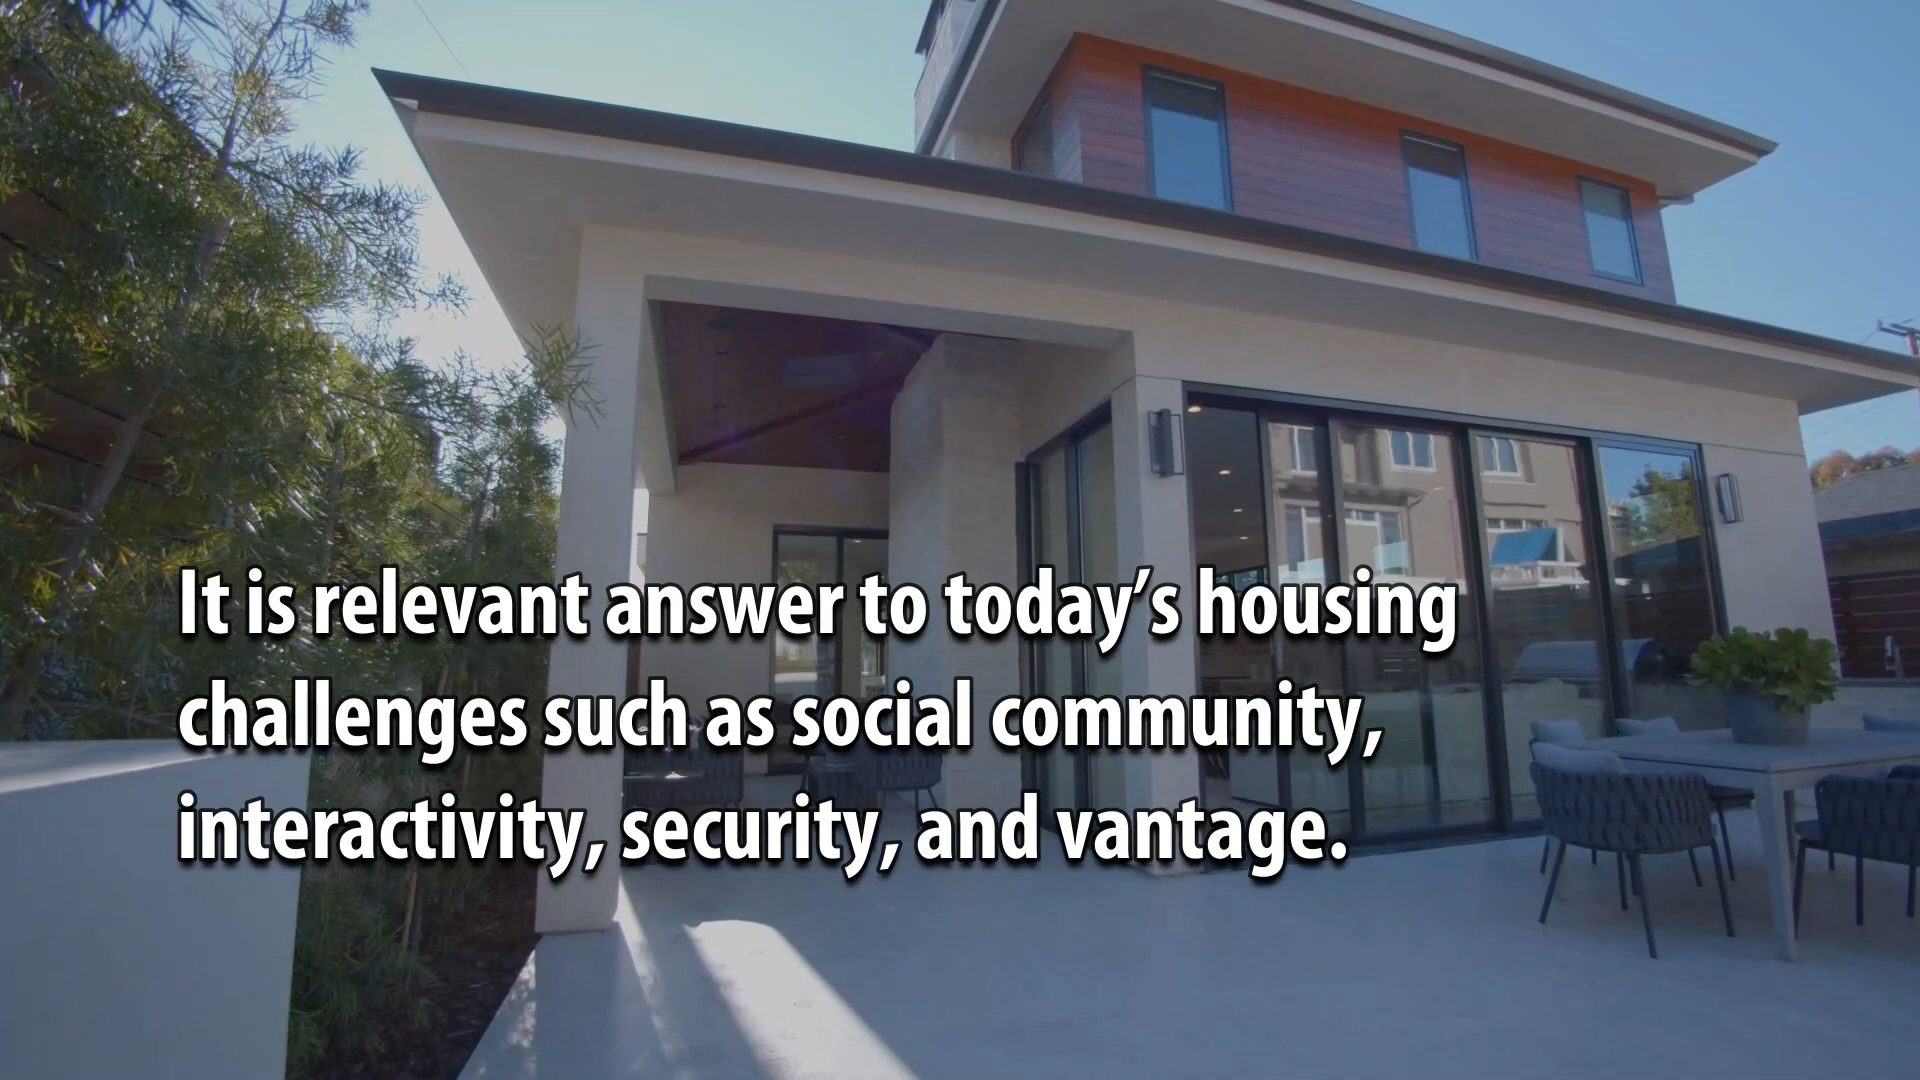 It is relevant answer to today’s housing
challenges such as social community,
interactivity, security, and vantage.